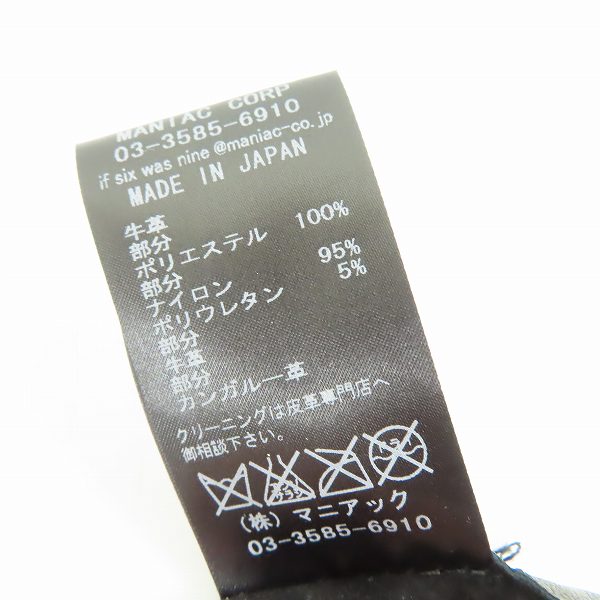 MANIAC CORP
03-3585-6910
if six was nine @maniac-co.jp
MADE IN JAPAN
牛革
部分
ポリエステル 100%
部分
ナイロン 95%
ポリウレタン 5%
部分
牛革
部分
カンガルー革
クリーニングは皮革専門店へ
御相談下さい。
(株) マニアック
03-3585-6910